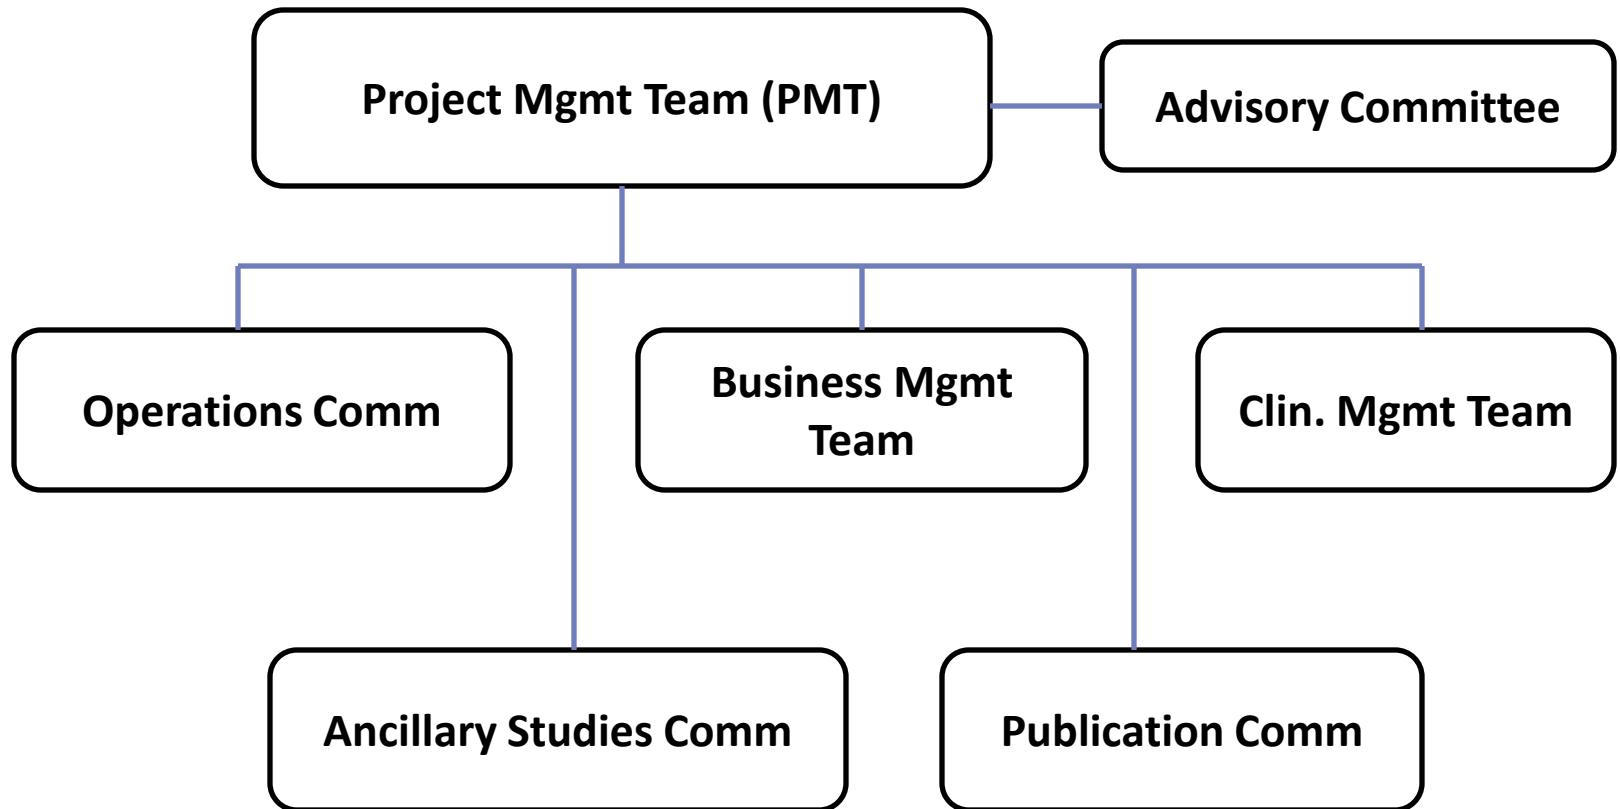 Project Mgmt Team (PMT)
Advisory Committee
Operations Comm
Business Mgmt
Team
Clin. Mgmt Team
Ancillary Studies Comm
Publication Comm